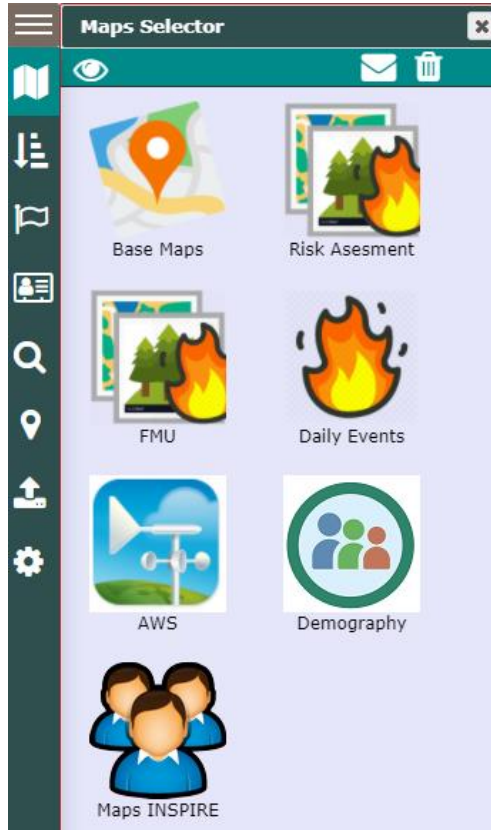 Maps Selector
Base Maps
Risk Asesment
FMU
Daily Events
AWS
Demography
Maps INSPIRE